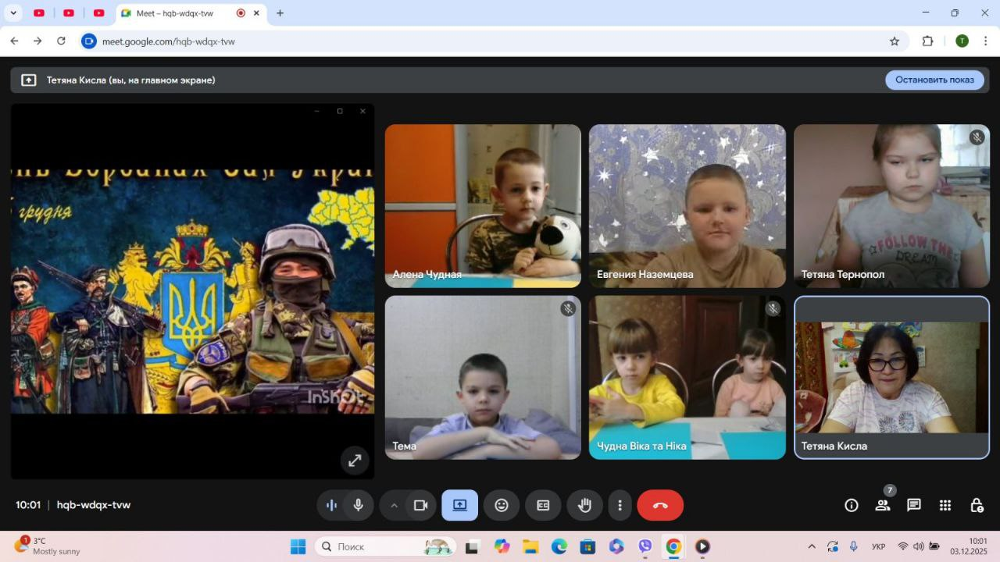 Meet – hqb-wdqx-tvw
meet.google.com/hqb-wdqx-tvw
T
Тетяна Кисла (вы, на главном экране)
Остановить показ
грудня
InShOt
Алена Чудная
Евгения Наземцева
FOLLOW THE
DREAM
Тетяна Тернопол
Тема
Чудна Віка та Ніка
Тетяна Кисла
10:01 | hqb-wdqx-tvw
7
1
3°C
Mostly sunny
Поиск
УКР
10:01
03.12.2025